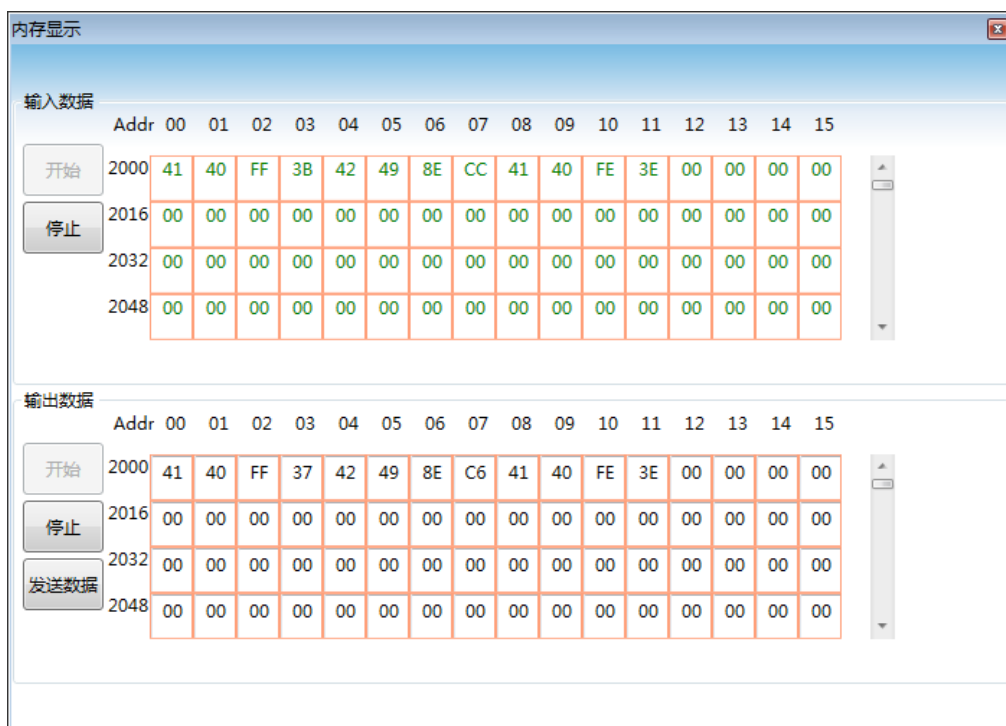 内存显示
输入数据
Addr 00 01 02 03 04 05 06 07 08 09 10 11 12 13 14 15
开始 2000 41 40 FF 3B 42 49 8E CC 41 40 FE 3E 00 00 00 00
停止 2016 00 00 00 00 00 00 00 00 00 00 00 00 00 00 00 00
2032 00 00 00 00 00 00 00 00 00 00 00 00 00 00 00 00
2048 00 00 00 00 00 00 00 00 00 00 00 00 00 00 00 00
输出数据
Addr 00 01 02 03 04 05 06 07 08 09 10 11 12 13 14 15
开始 2000 41 40 FF 37 42 49 8E C6 41 40 FE 3E 00 00 00 00
停止 2016 00 00 00 00 00 00 00 00 00 00 00 00 00 00 00 00
发送数据 2032 00 00 00 00 00 00 00 00 00 00 00 00 00 00 00 00
2048 00 00 00 00 00 00 00 00 00 00 00 00 00 00 00 00